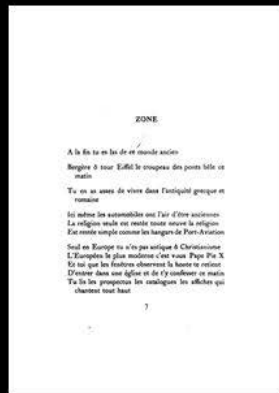 ZONE
A la fin tu es las de ce monde ancien
Bergère ô tour Eiffel le troupeau des ponts bêle ce
matin
Tu en as assez de vivre dans l'antiquité grecque et
romaine
Ici même les automobiles ont l'air d'être anciennes
La religion seule est restée toute neuve la religion
Est restée simple comme les hangars de Port-Aviation
Seul en Europe tu n'es pas antique ô Christianisme
L'Européen le plus moderne c'est vous Pape Pie X
Et toi que les fenêtres observent la honte te retient
D'entrer dans une église et de t'y confesser ce matin
Tu lis les prospectus les catalogues les affiches qui
chantent tout haut
7